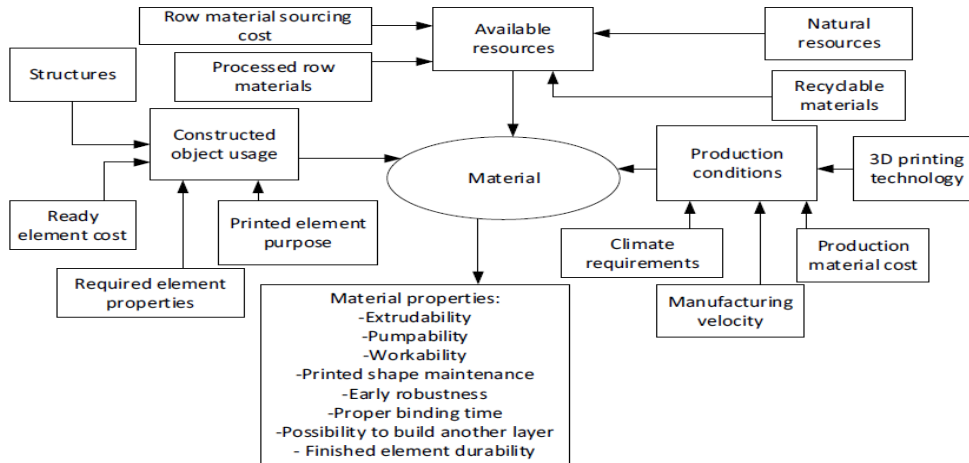 Row material sourcing
cost
Available
resources
Natural
resources
Structures
Processed row
materials
Recyclable
materials
Constructed
object usage
Material
Production
conditions
3D printing
technology
Ready
element cost
Printed element
purpose
Climate
requirements
Production
material cost
Required element
properties
Manufacturing
velocity
Material properties:
-Extrudability
-Pumpability
-Workability
-Printed shape maintenance
-Early robustness
-Proper binding time
-Possibility to build another layer
- Finished element durability